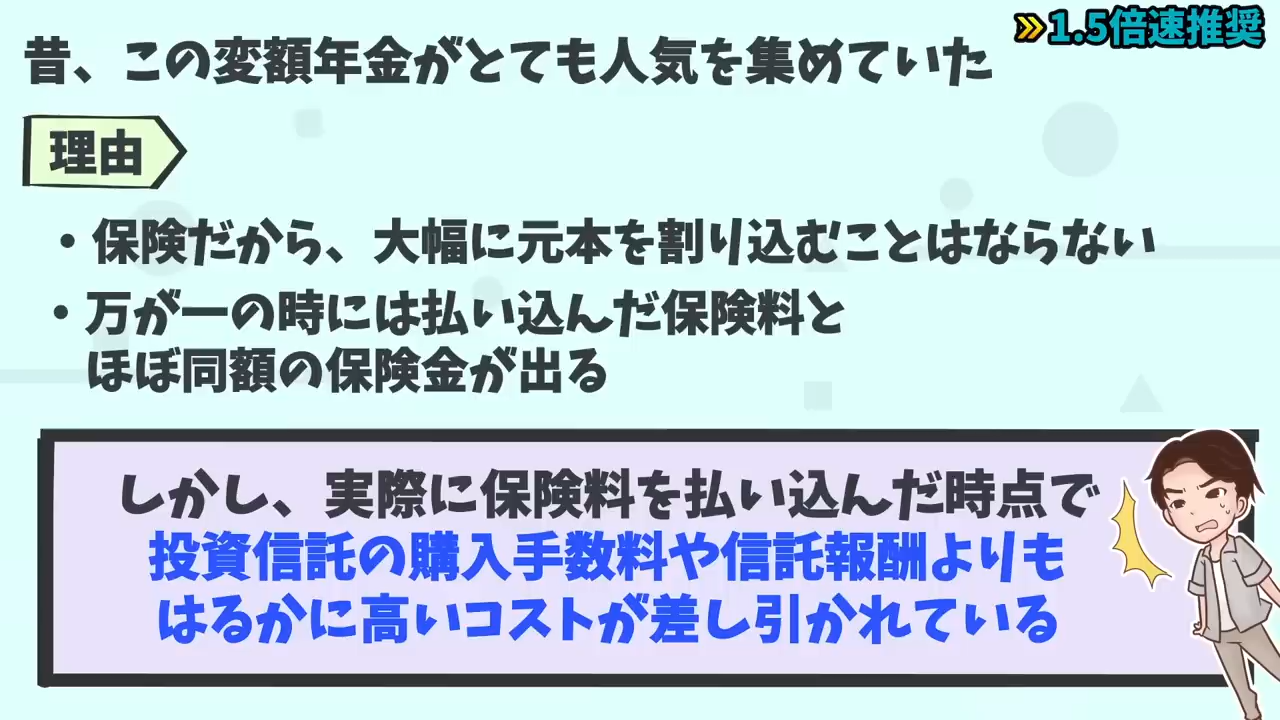 »1.5倍速推奨
昔、この変額年金がとても人気を集めていた
理由
・保険だから、大幅に元本を割り込むことはならない
・万が一の時には払い込んだ保険料と
ほぼ同額の保険金が出る
しかし、実際に保険料を払い込んだ時点で
投資信託の購入手数料や信託報酬よりも
はるかに高いコストが差し引かれている